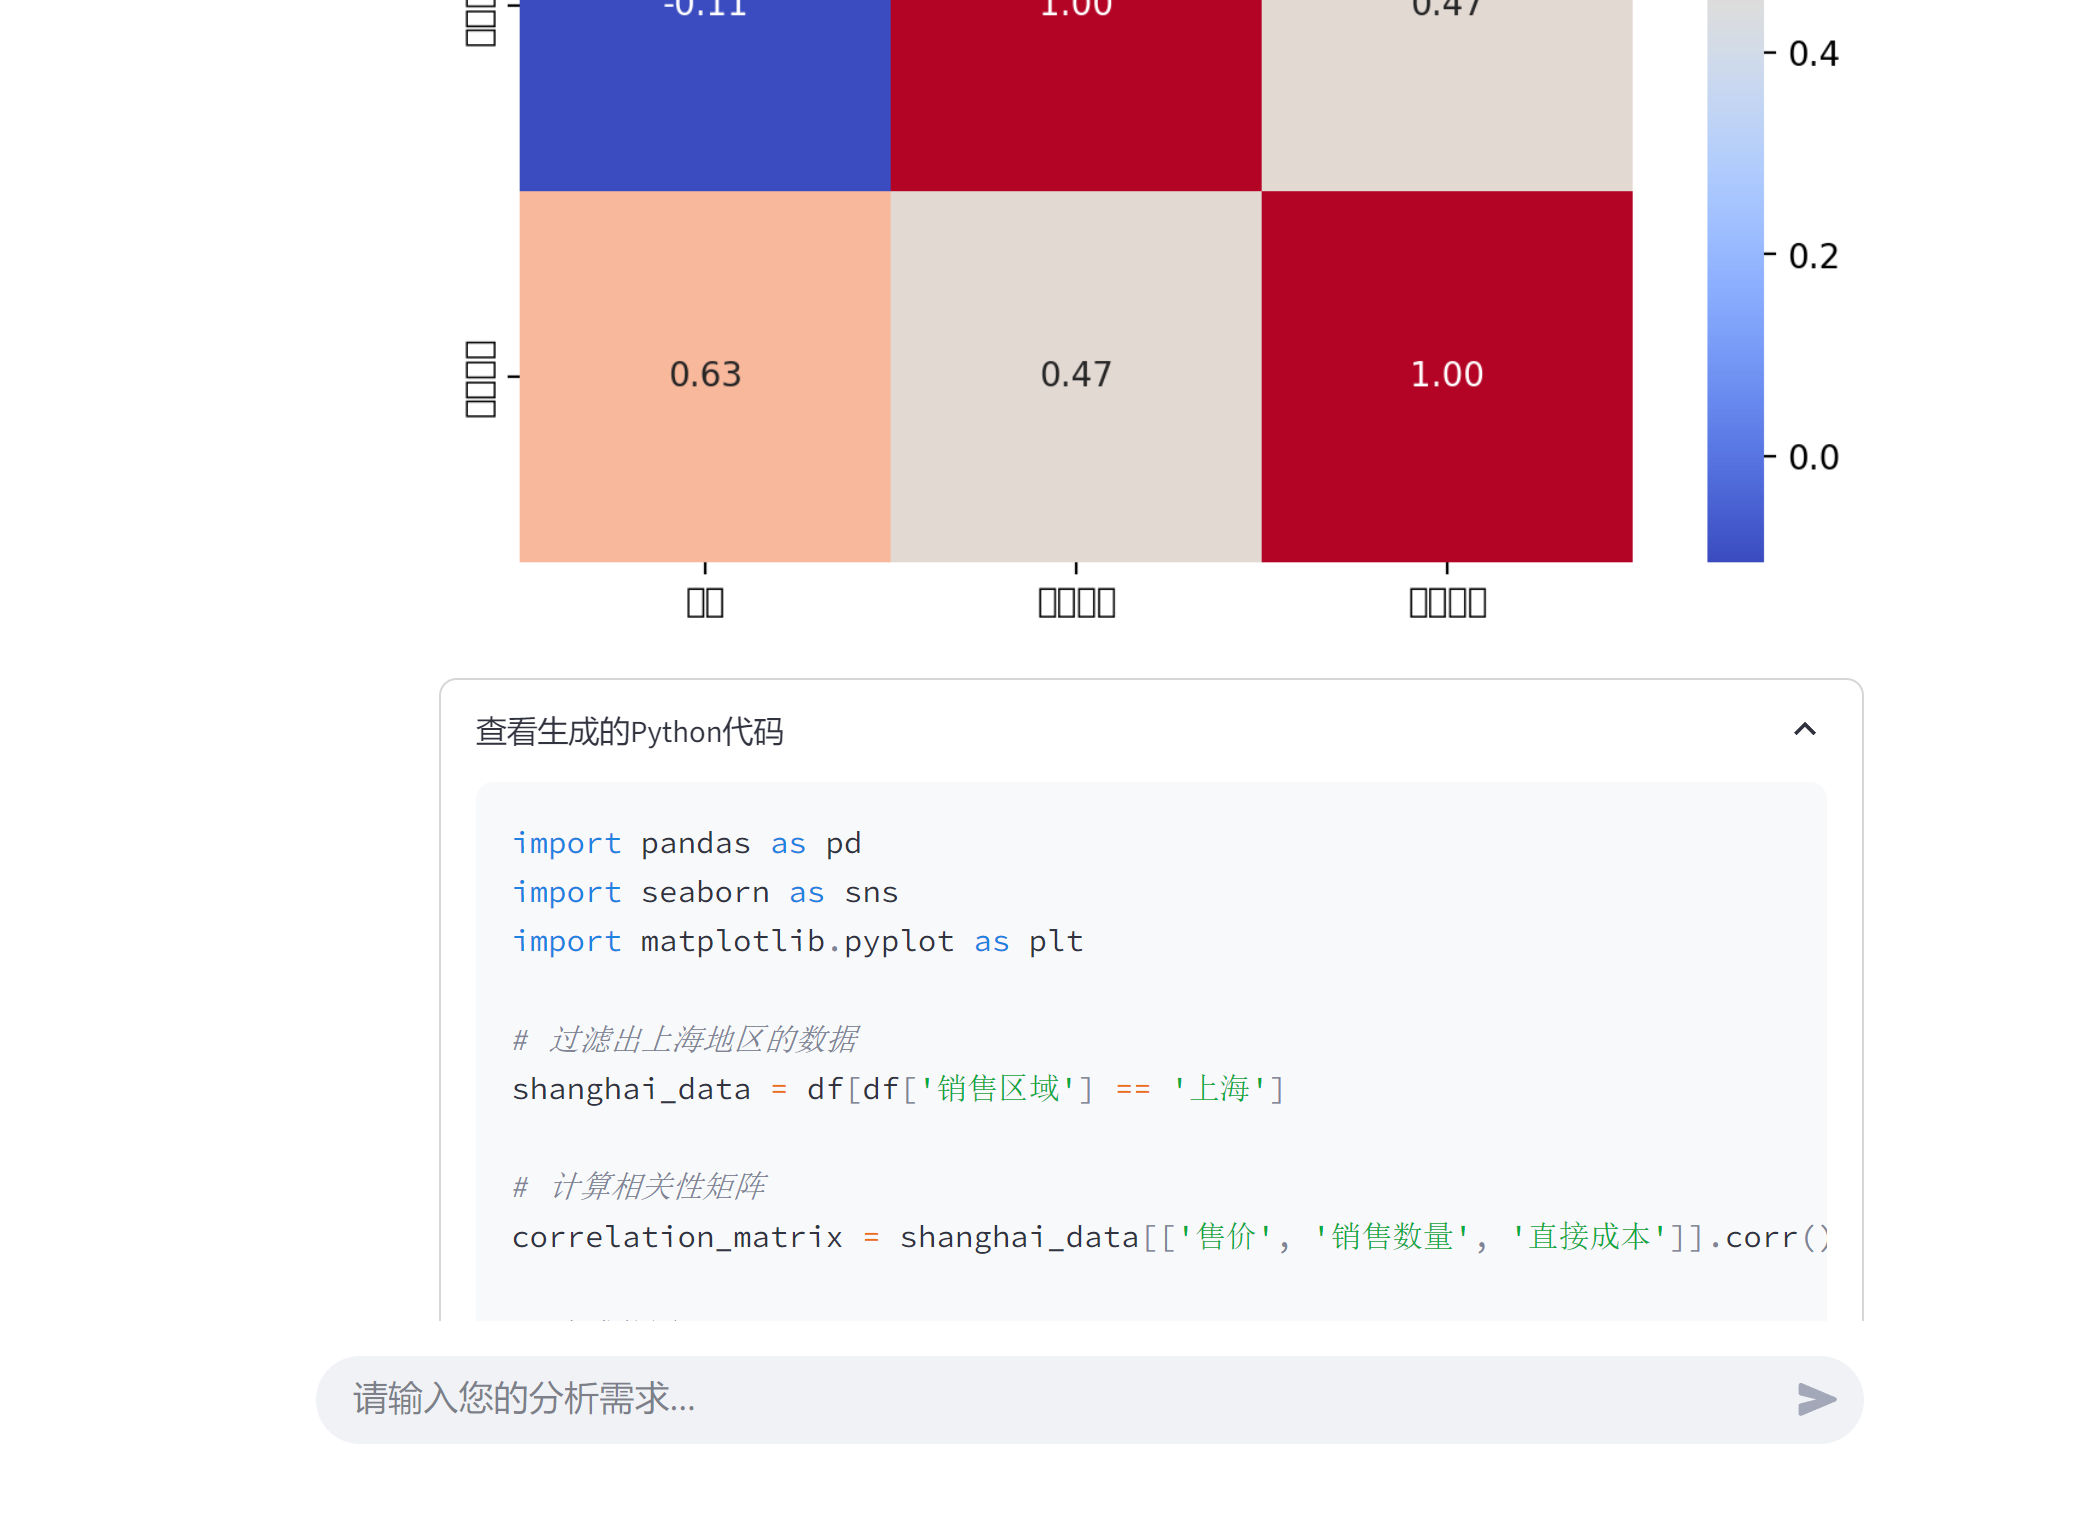 -0.11 1.00 0.47
0.4
0.2
0.63 0.47 1.00
0.0
查看生成的Python代码
import pandas as pd
import seaborn as sns
import matplotlib.pyplot as plt
# 过滤出上海地区的数据
shanghai_data = df[df['销售区域'] == '上海']
# 计算相关性矩阵
correlation_matrix = shanghai_data[['售价', '销售数量', '直接成本']].corr()
请输入您的分析需求...